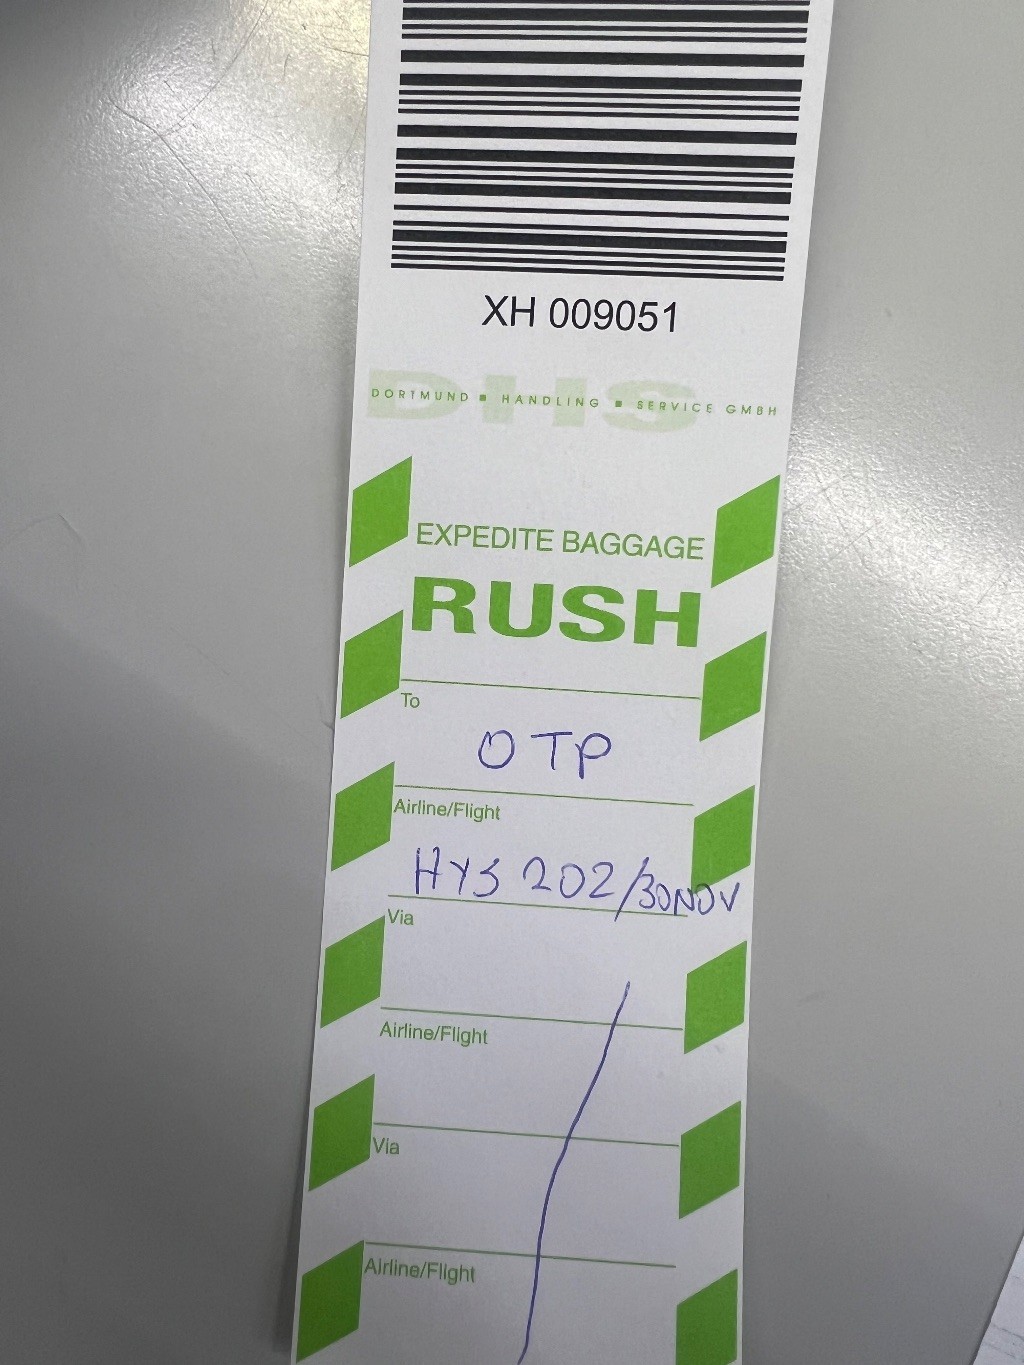 XH 009051
DHS
DORTMUND ■ HANDLING ■ SERVICE GMBH
EXPEDITE BAGGAGE
RUSH
To
OTP
Airline/Flight
HYS 202/30NOV
Via
Airline/Flight
Via
Airline/Flight